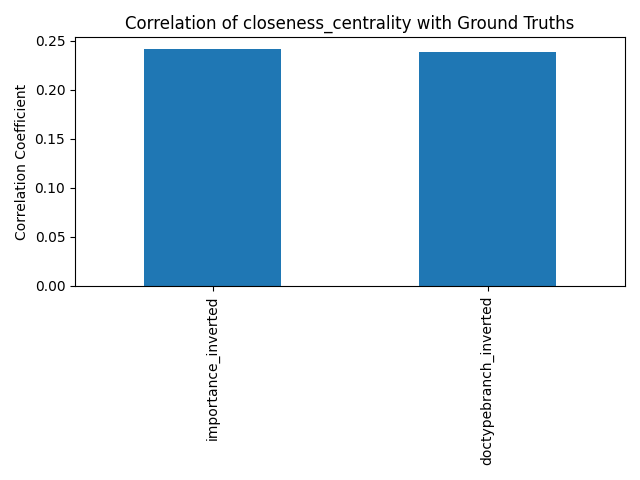 Correlation of closeness_centrality with Ground Truths
Correlation Coefficient
0.25
0.20
0.15
0.10
0.05
0.00
importance_inverted
doctypebranch_inverted